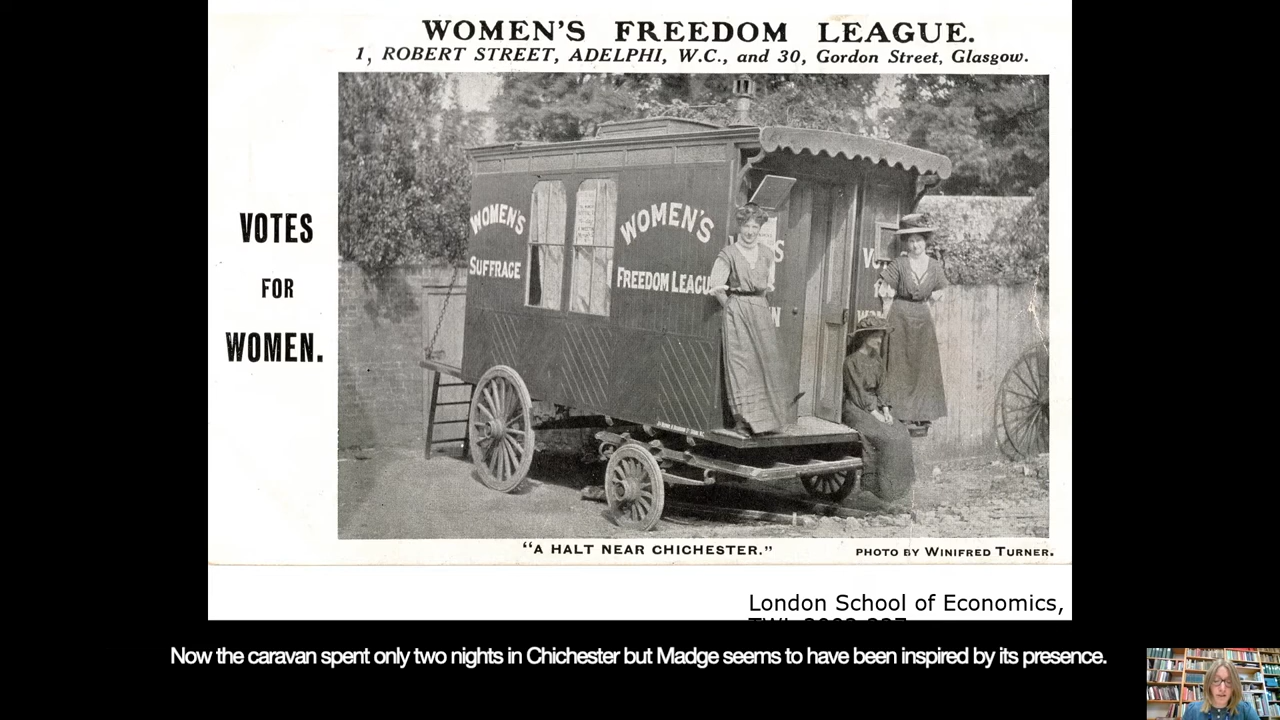 WOMEN'S FREEDOM LEAGUE.
1, ROBERT STREET, ADELPHI, W.C., and 30, Gordon Street, Glasgow.
VOTES
FOR
WOMEN.
WOMEN'S
SUFFRAGE
WOMEN'S
FREEDOM LEAGU
"A HALT NEAR CHICHESTER."
PHOTO BY WINIFRED TURNER.
London School of Economics,
Now the caravan spent only two nights in Chichester but Madge seems to have been inspired by its presence.